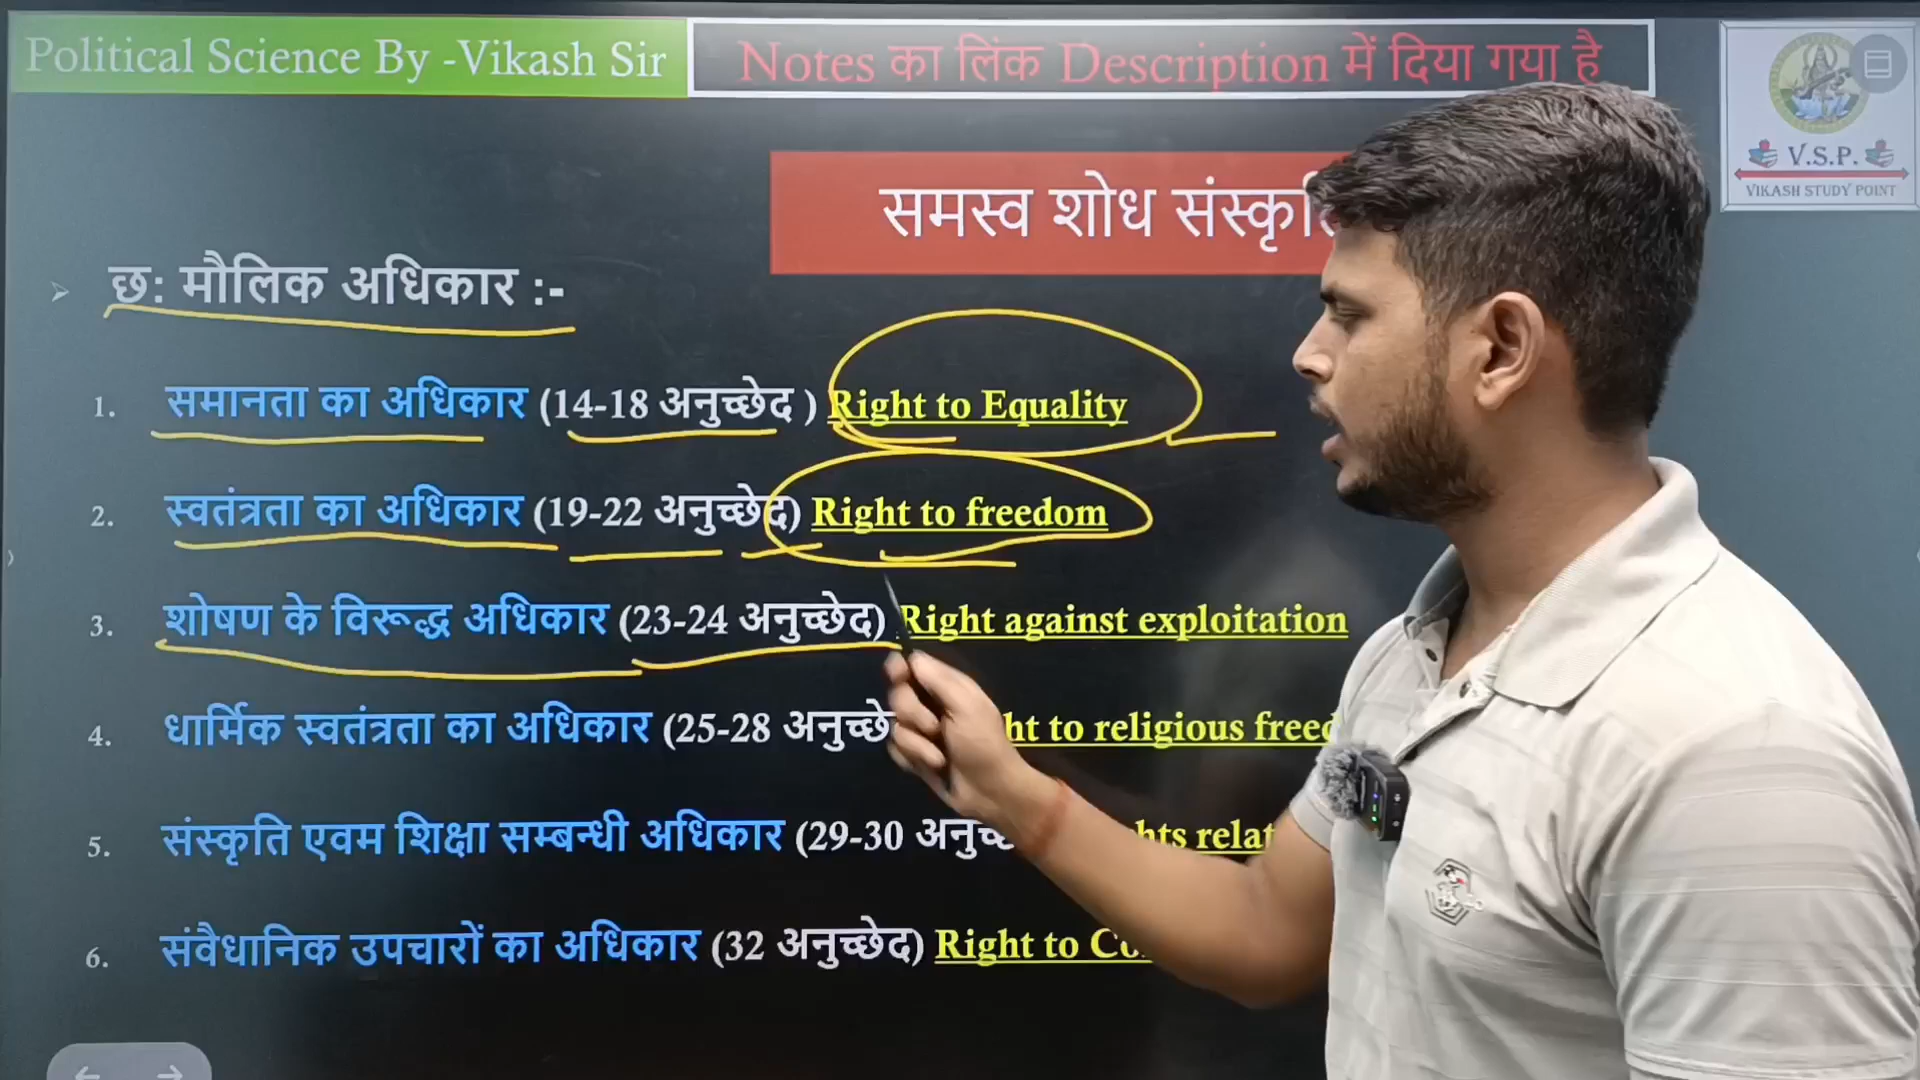 Political Science By -Vikash Sir
Notes का लिंक Description में दिया गया है
V.S.P.
VIKASH STUDY POINT
समस्व शोध
छ: मौलिक अधिकार :-
1. समानता का अधिकार (14-18 अनुच्छेद ) Right to Equality
2. स्वतंत्रता का अधिकार (19-22 अनुच्छेद) Right to freedom
3. शोषण के विरूद्ध अधिकार (23-24 अनुच्छेद) Right against exploitation
4. धार्मिक स्वतंत्रता का अधिकार (25-28 to religious
5. संस्कृति एवम शिक्षा सम्बन्धी अधिकार (29-30
6. संवैधानिक उपचारों का अधिकार (32 अनुच्छेद) Right to